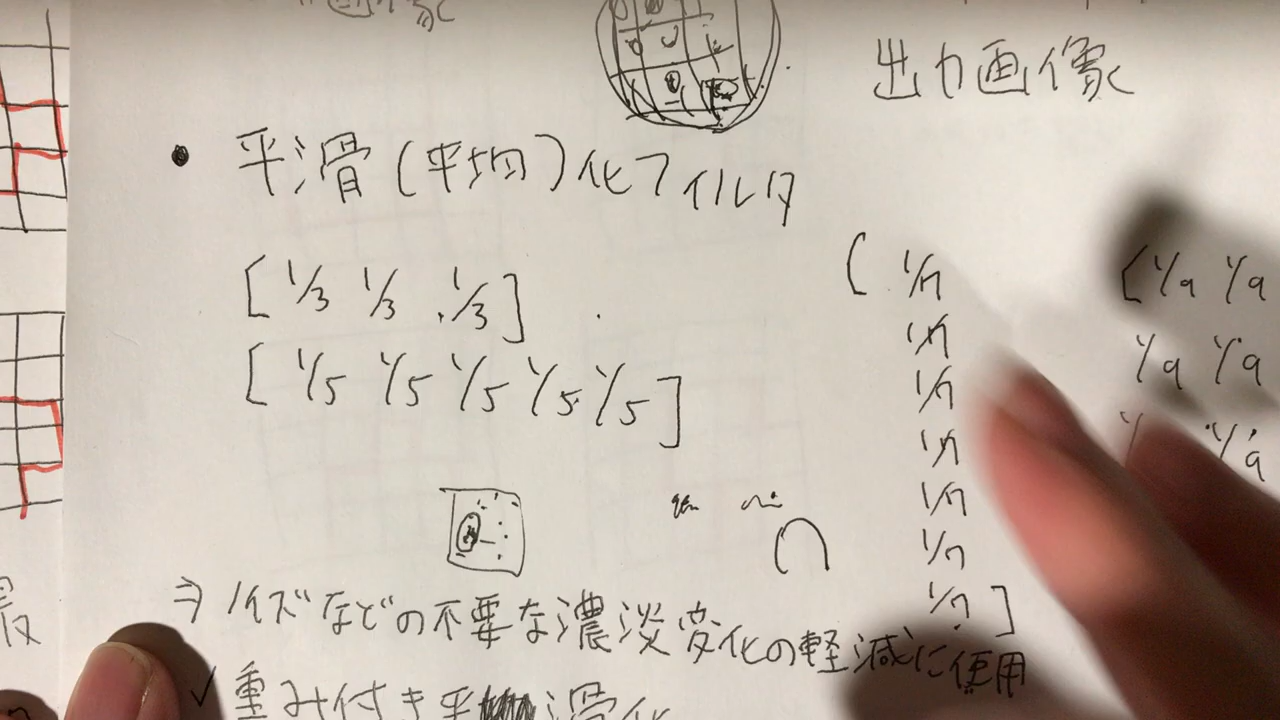 出力画像
• 平滑(平均)化フィルタ
[1/3 1/3 1/3]
[1/5 1/5 1/5 1/5 1/5]
[1/7
1/7
1/7
1/7
1/7
1/7
1/7]
[1/9 1/9
1/9 1/9
1/9
⇒ ノイズなどの不要な濃淡変化の軽減に使用
✓ 重み付き平滑化